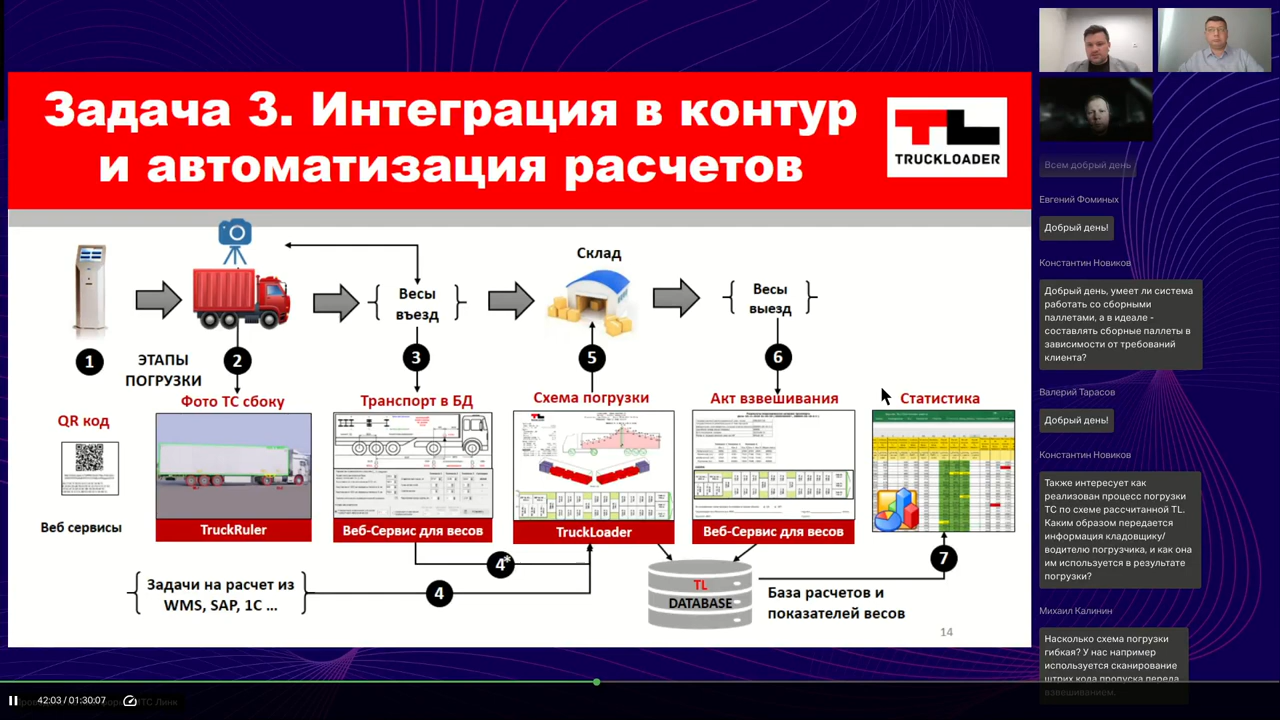 Задача 3. Интеграция в контур
и автоматизация расчетов
TL
TRUCKLOADER
Склад
Весы
въезд
Весы
выезд
1
ЭТАПЫ
ПОГРУЗКИ
2
3
5
6
QR код
Фото ТС сбоку
Транспорт в БД
Схема погрузки
Акт взвешивания
Статистика
Веб сервисы
TruckRuler
Веб-Сервис для весов
TruckLoader
Веб-Сервис для весов
4*
7
Задачи на расчет из
WMS, SAP, 1С ...
4
TL
DATABASE
База расчетов и
показателей весов
14
Всем добрый день
Евгений Фоминых
Добрый день!
Константин Новиков
Добрый день, умеет ли система
работать со сборными
паллетами, а в идеале -
составлять сборные паллеты в
зависимости от требований
клиента?
Валерий Тарасов
Добрый день!
Константин Новиков
Также интересует как
реализован процесс погрузки
ТС по схеме рассчитанной TL.
Каким образом передается
информация кладовщику/
водителю погрузчика, и как она
им используется в результате
погрузки?
Михаил Калинин
Насколько схема погрузки
гибкая? У нас например
используется сканирование
штрих кода пропуска перед
взвешиванием.
42:03 / 01:30:07
МТС Линк